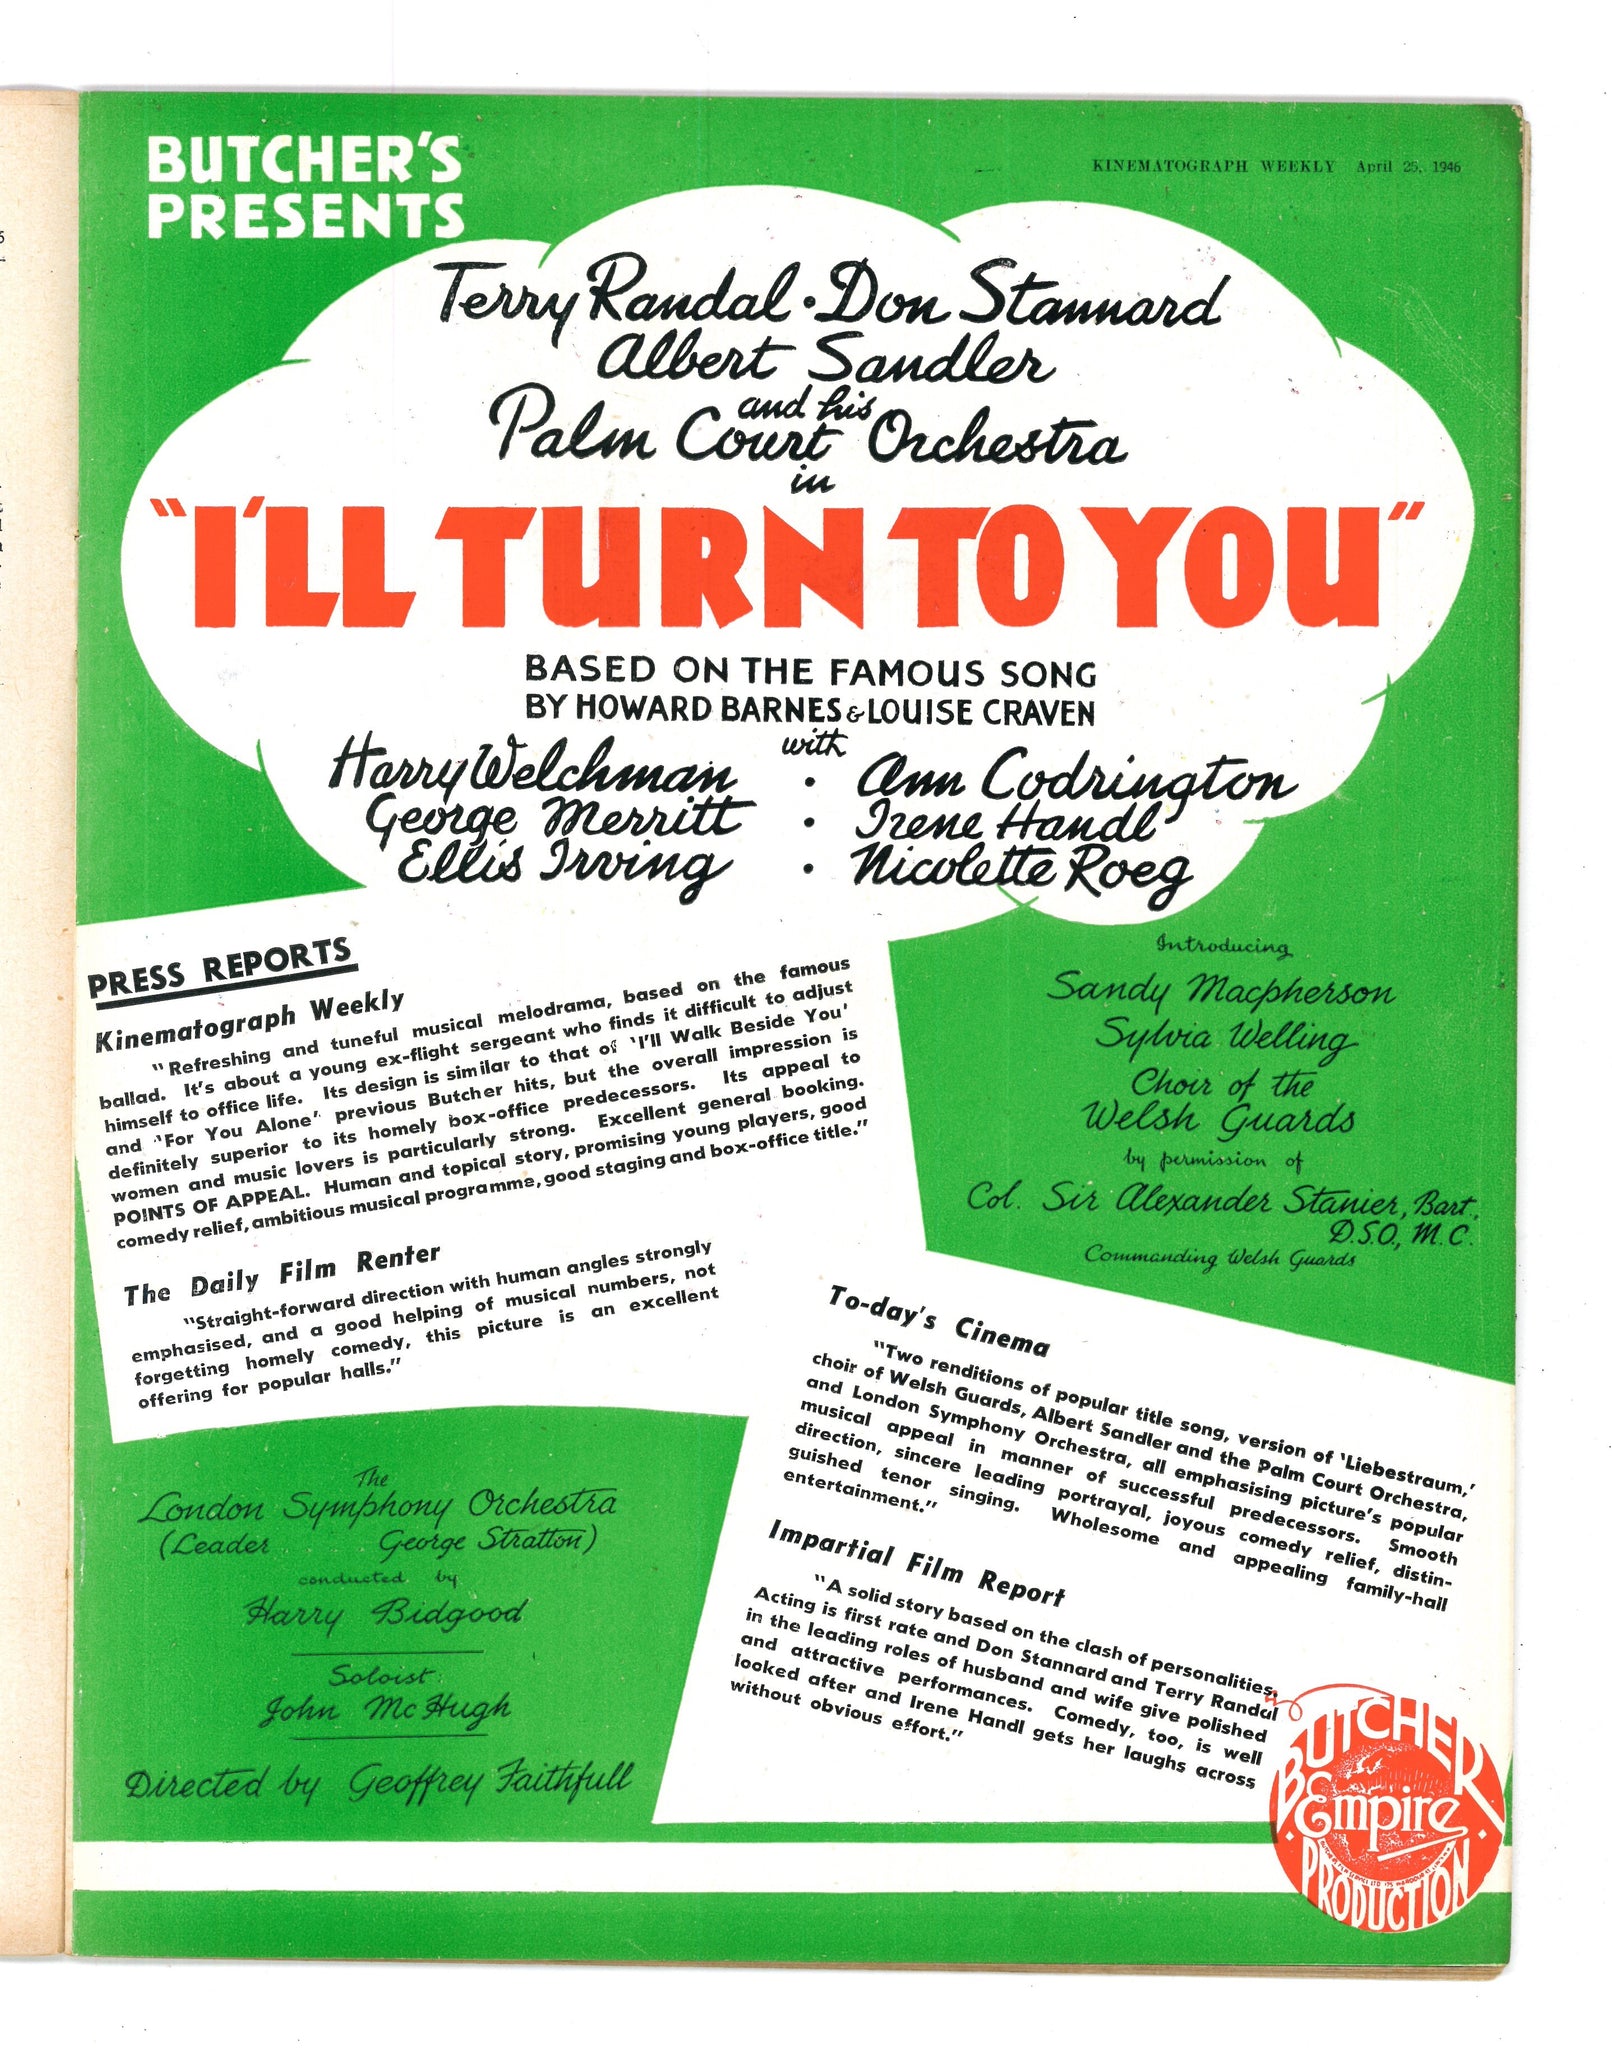 KINEMATOGRAPH WEEKLY April 25, 1946
BUTCHER'S
PRESENTS
Terry Randal · Don Stannard
Albert Sandler
and his
Palm Court Orchestra
in
"I'LL TURN TO YOU"
BASED ON THE FAMOUS SONG
BY HOWARD BARNES & LOUISE CRAVEN
with
Harry Welchman · Ann Codrington
George Merritt · Irene Handl
Ellis Irving · Nicolette Roeg
PRESS REPORTS
Kinematograph Weekly
"Refreshing and tuneful musical melodrama, based on the famous
ballad. It's about a young ex-flight sergeant who finds it difficult to adjust
himself to office life. Its design is similar to that of 'I'll Walk Beside You'
and 'For You Alone' previous Butcher hits, but the overall impression is
definitely superior to its homely box-office predecessors. Its appeal to
women and music lovers is particularly strong. Excellent general booking.
POINTS OF APPEAL. Human and topical story, promising young players, good
comedy relief, ambitious musical programme, good staging and box-office title."
The Daily Film Renter
"Straight-forward direction with human angles strongly
emphasised, and a good helping of musical numbers, not
forgetting homely comedy, this picture is an excellent
offering for popular halls."
Introducing
Sandy Macpherson
Sylvia Welling
Choir of the
Welsh Guards
by permission of
Col. Sir Alexander Stanier, Bart.,
D.S.O., M.C.
Commanding Welsh Guards
To-day's Cinema
"Two renditions of popular title song, version of 'Liebestraum,'
choir of Welsh Guards, Albert Sandler and the Palm Court Orchestra,
and London Symphony Orchestra, all emphasising picture's popular
musical appeal in manner of successful predecessors. Smooth
direction, sincere leading portrayal, joyous comedy relief, distin-
guished tenor singing. Wholesome and appealing family-hall
entertainment."
Impartial Film Report
"A solid story based on the clash of personalities.
Acting is first rate and Don Stannard and Terry Randal
in the leading roles of husband and wife give polished
and attractive performances. Comedy, too, is well
looked after and Irene Handl gets her laughs across
without obvious effort."
The
London Symphony Orchestra
(Leader George Stratton)
conducted by
Harry Bidgood
Soloist:
John McHugh
Directed by Geoffrey Faithfull
BUTCHER
Empire
PRODUCTION